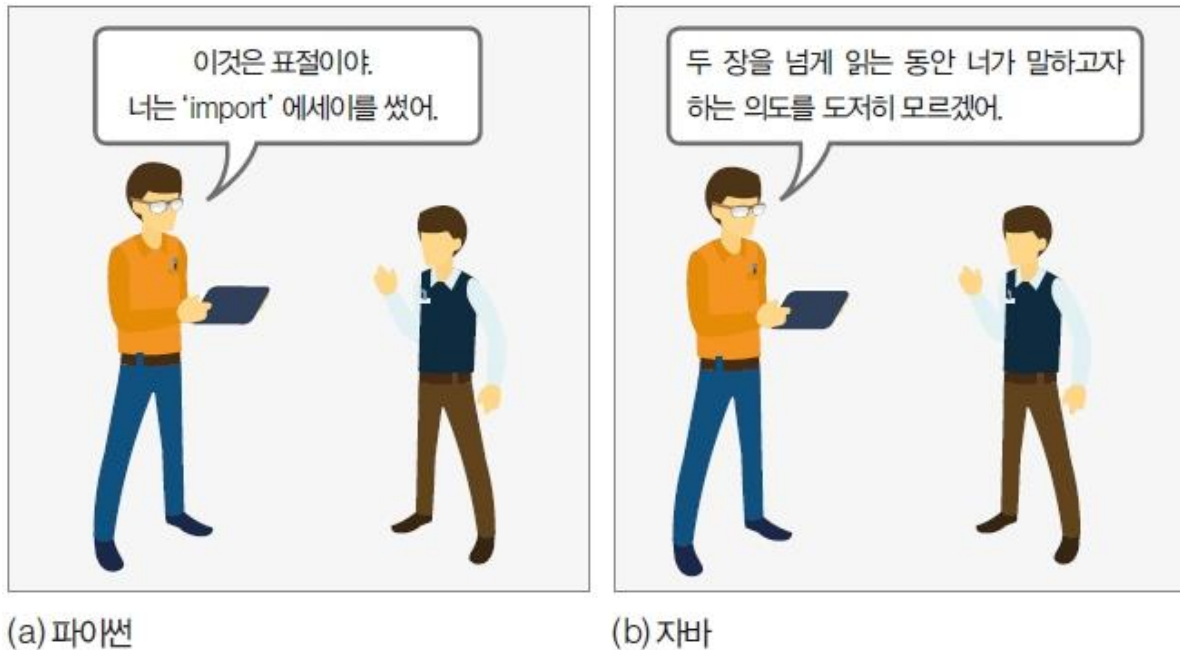 이것은 표절이야.
너는 ‘import’ 에세이를 썼어.
두 장을 넘게 읽는 동안 너가 말하고자
하는 의도를 도저히 모르겠어.
(a) 파이썬
(b) 자바